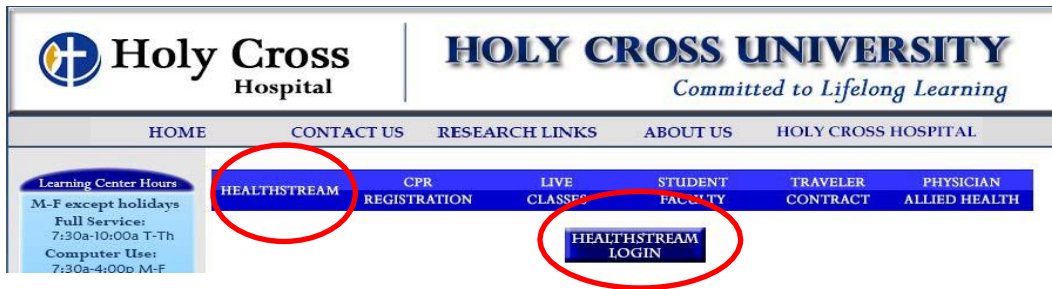 Holy Cross
Hospital
HOLY CROSS UNIVERSITY
Committed to Lifelong Learning
HOME CONTACT US RESEARCH LINKS ABOUT US HOLY CROSS HOSPITAL
Learning Center Hours
M-F except holidays
Full Service:
7:30a-10:00a T-Th
Computer Use:
7:30a-4:00p M-F
HEALTHSTREAM
CPR
REGISTRATION
LIVE
CLASSES
STUDENT
FACULTY
TRAVELER
CONTRACT
PHYSICIAN
ALLIED HEALTH
HEALTHSTREAM
LOGIN